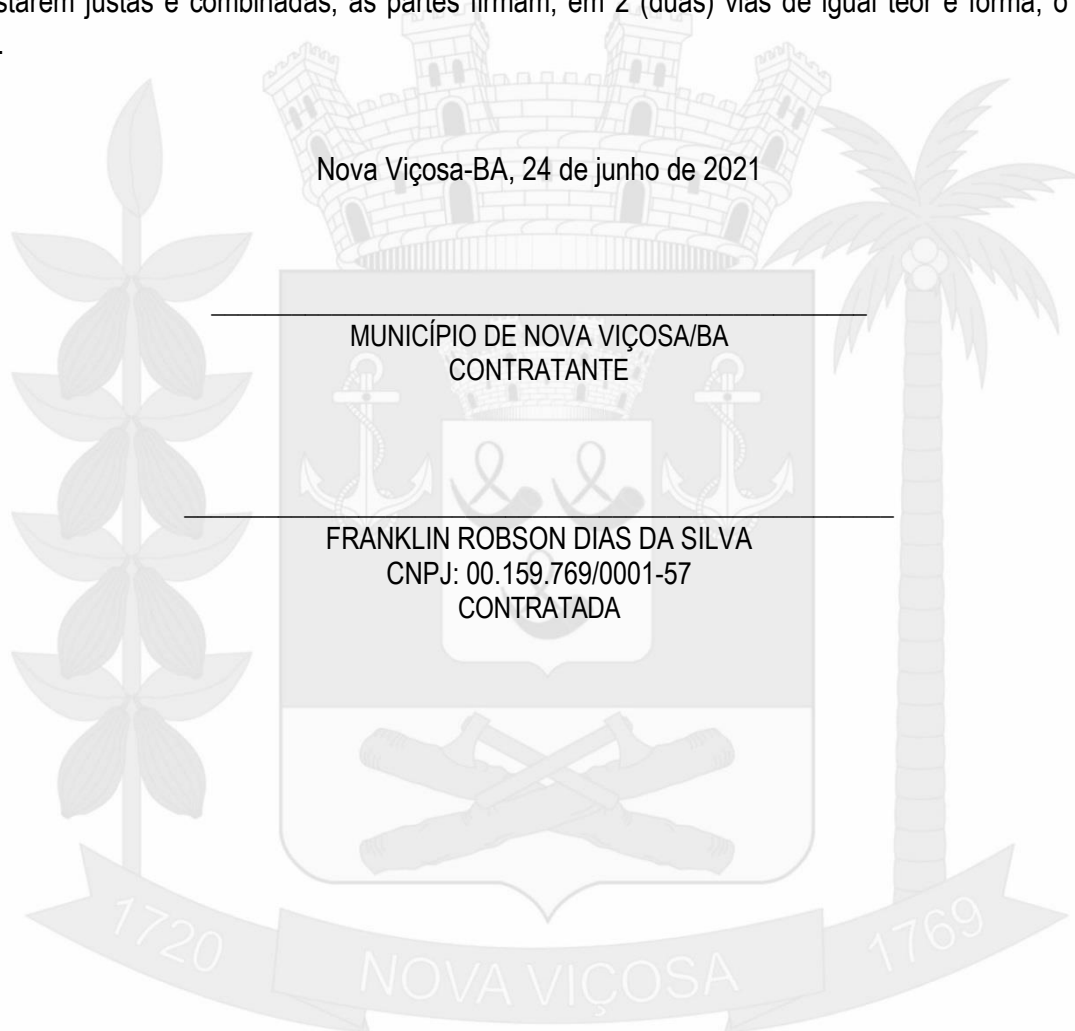 starem justas e combinadas, as partes firmam, em 2 (duas) vias de igual teor e forma, o
.
Nova Viçosa-BA, 24 de junho de 2021
MUNICÍPIO DE NOVA VIÇOSA/BA
CONTRATANTE
FRANKLIN ROBSON DIAS DA SILVA
CNPJ: 00.159.769/0001-57
CONTRATADA
1720 NOVA VIÇOSA 1769